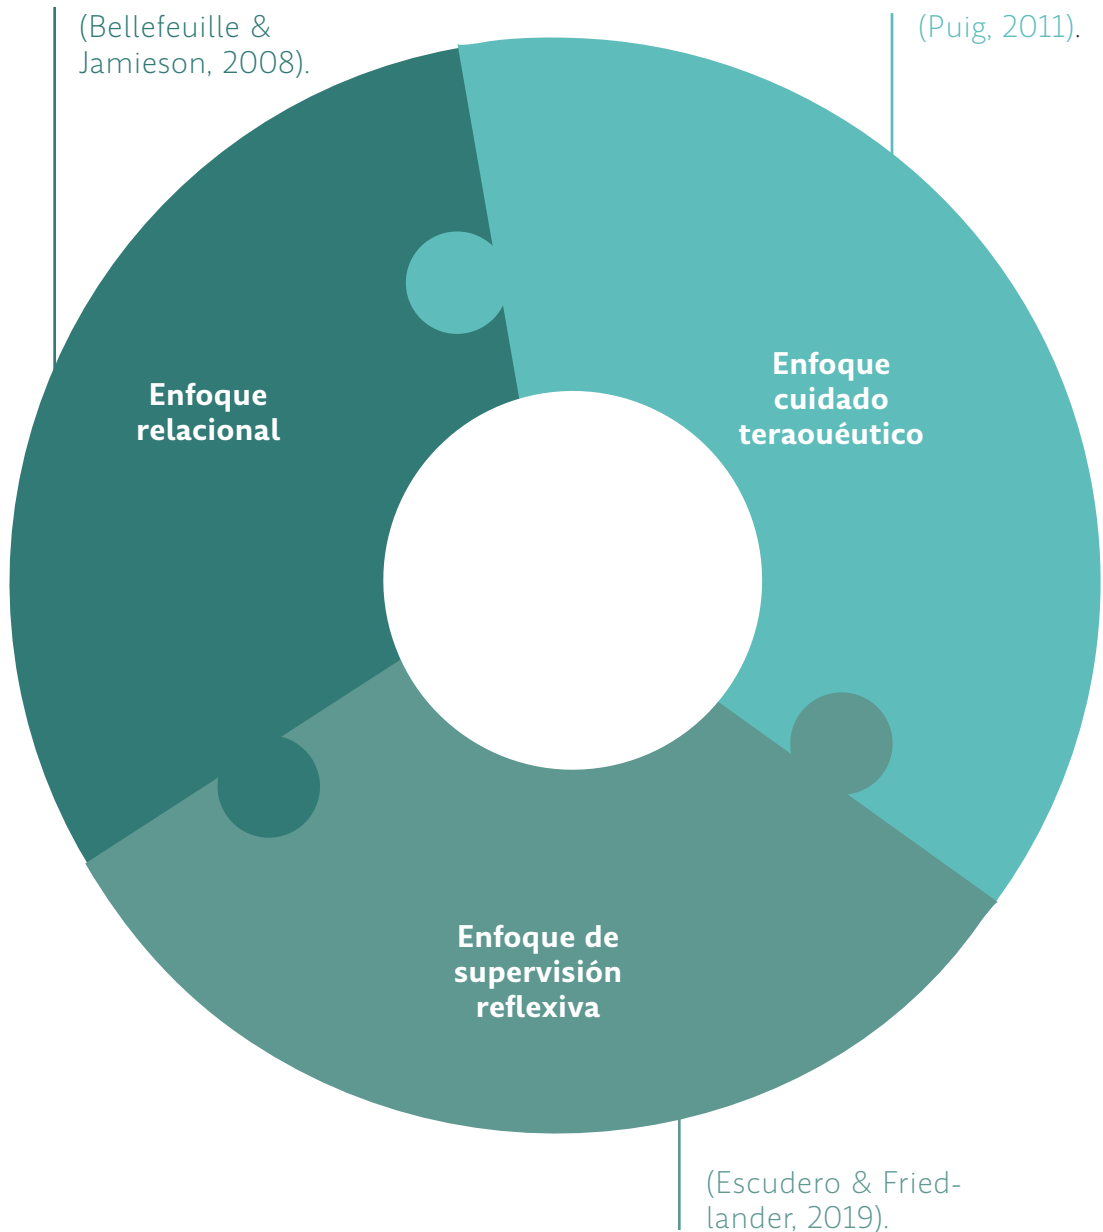 (Bellefeuille &
Jamieson, 2008).
(Puig, 2011).
Enfoque
relacional
Enfoque
cuidado
teraouéutico
Enfoque de
supervisión
reflexiva
(Escudero & Fried-
lander, 2019).